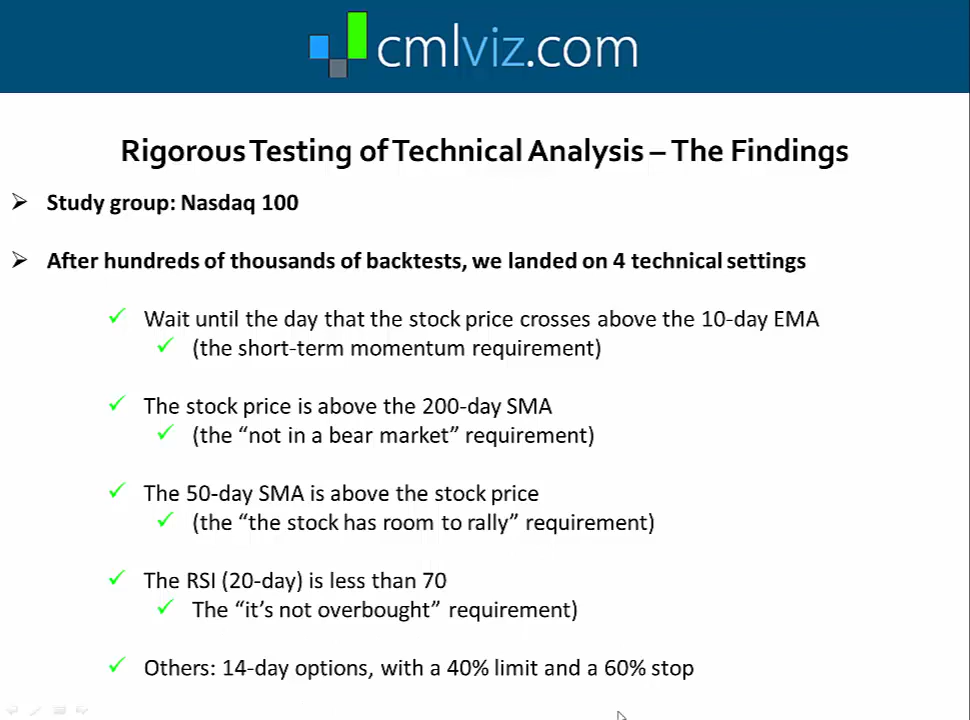 cmlviz.com
Rigorous Testing of Technical Analysis – The Findings
Study group: Nasdaq 100
After hundreds of thousands of backtests, we landed on 4 technical settings
Wait until the day that the stock price crosses above the 10-day EMA
(the short-term momentum requirement)
The stock price is above the 200-day SMA
(the “not in a bear market” requirement)
The 50-day SMA is above the stock price
(the “the stock has room to rally” requirement)
The RSI (20-day) is less than 70
The “it’s not overbought” requirement)
Others: 14-day options, with a 40% limit and a 60% stop